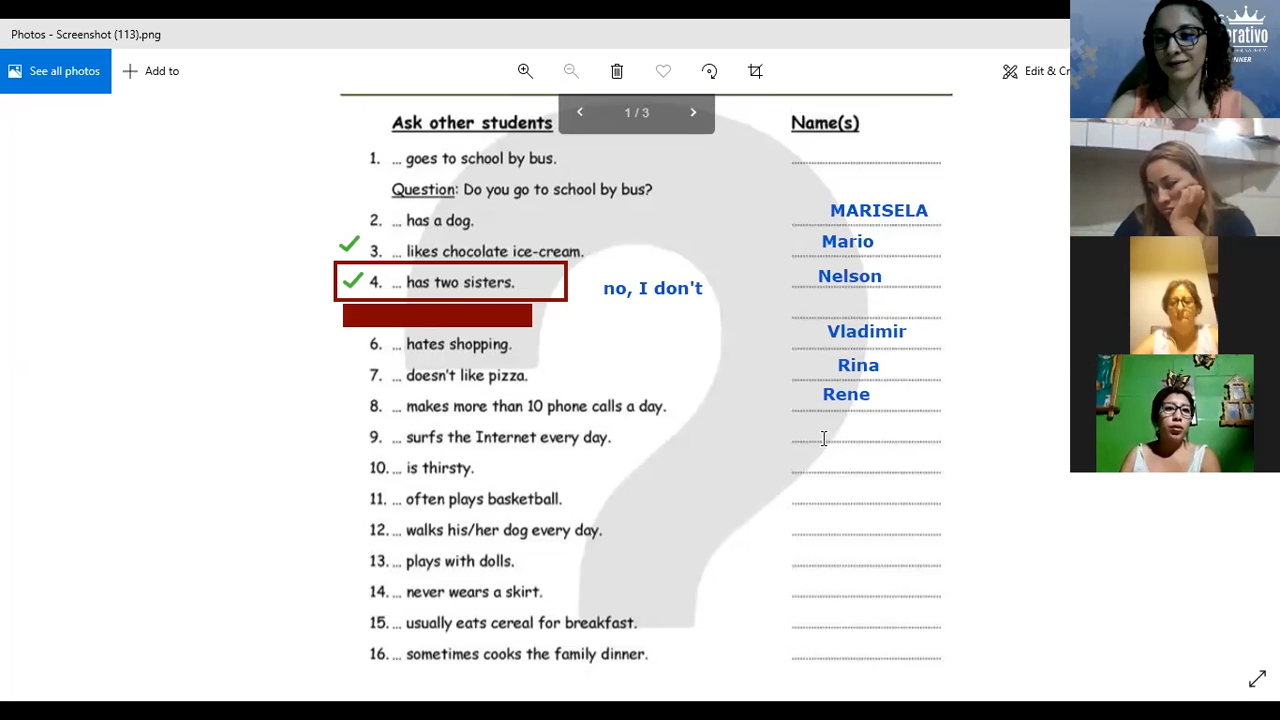 Photos - Screenshot (113).png
See all photos
Add to
Edit & Cr
1 / 3
Ask other students
Name(s)
1. ... goes to school by bus.
Question: Do you go to school by bus?
2. ... has a dog. MARISELA
3. ... likes chocolate ice-cream. Mario
4. ... has two sisters. no, I don't Nelson
6. ... hates shopping. Vladimir
7. ... doesn't like pizza. Rina
8. ... makes more than 10 phone calls a day. Rene
9. ... surfs the Internet every day.
10. ... is thirsty.
11. ... often plays basketball.
12. ... walks his/her dog every day.
13. ... plays with dolls.
14. ... never wears a skirt.
15. ... usually eats cereal for breakfast.
16. ... sometimes cooks the family dinner.